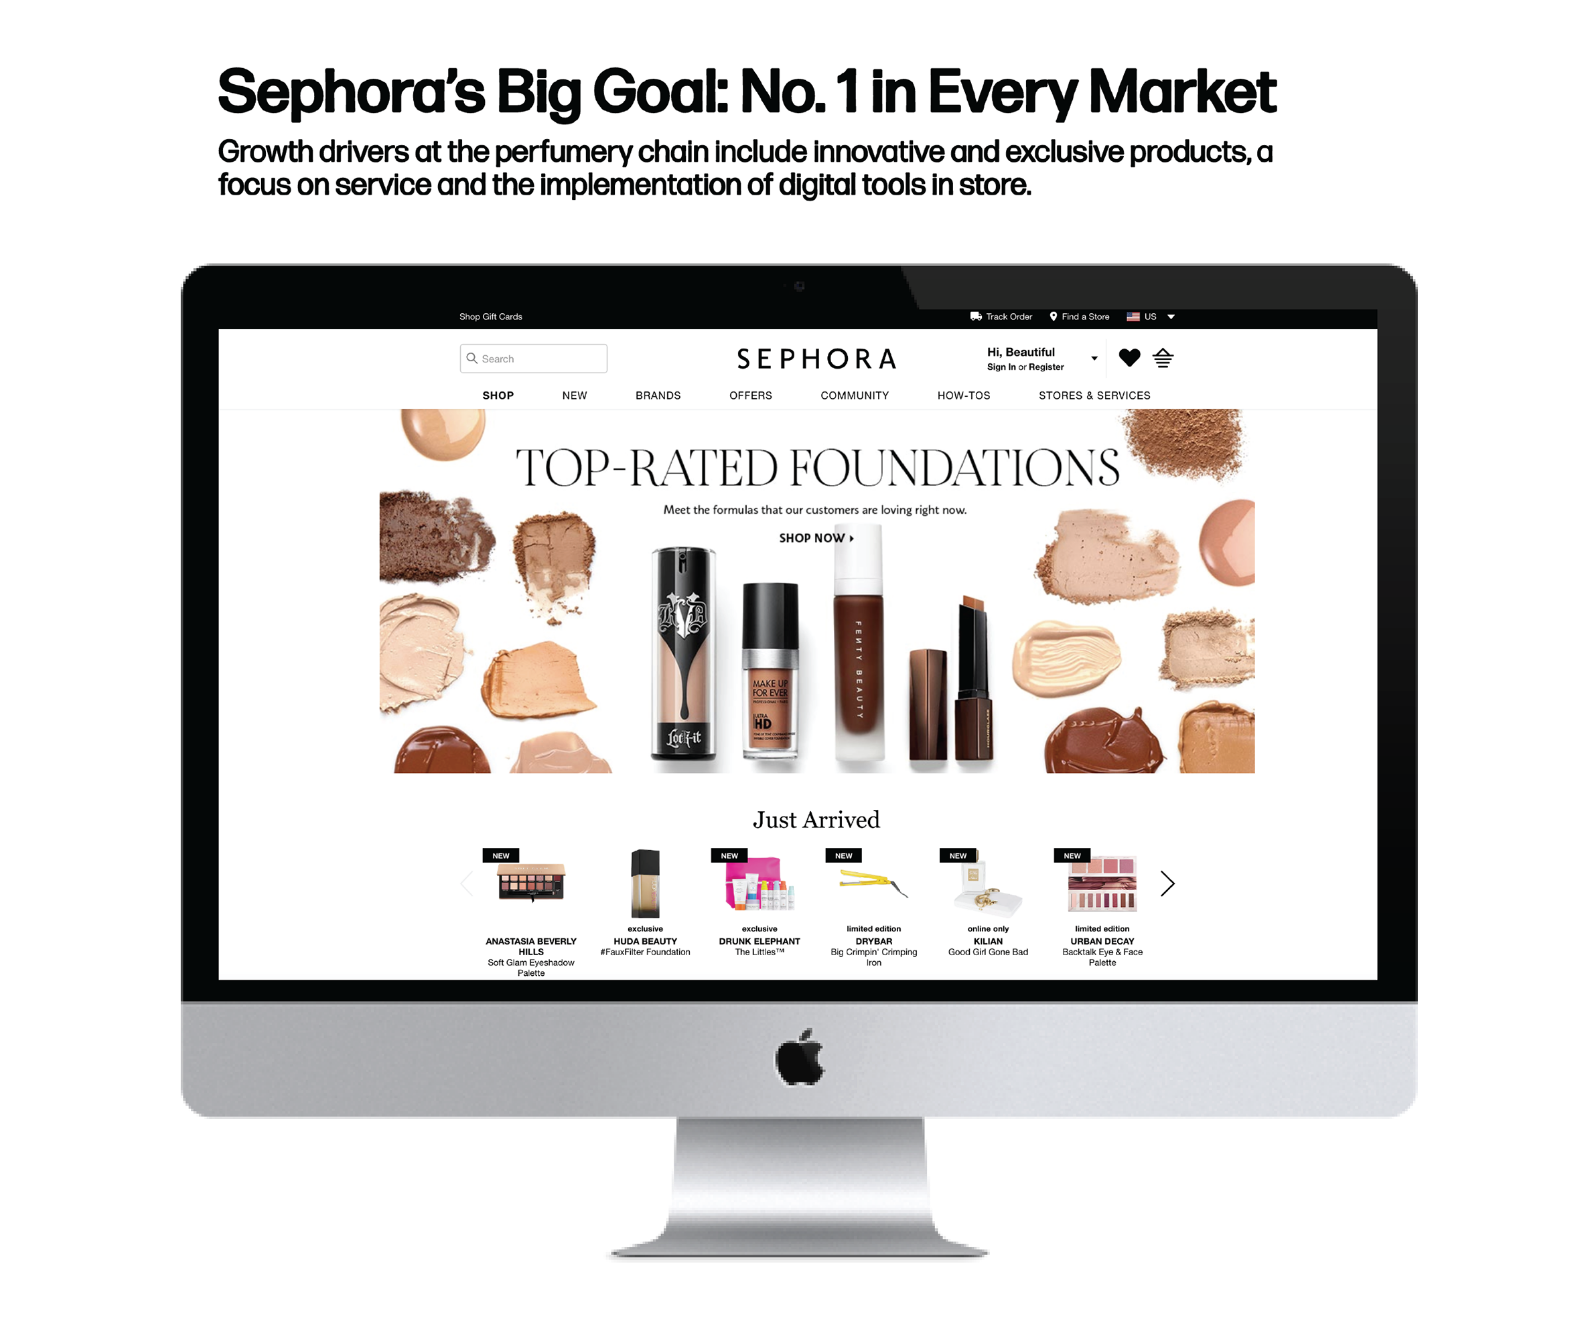 Sephora's Big Goal: No. 1 in Every Market
Growth drivers at the perfumery chain include innovative and exclusive products, a
focus on service and the implementation of digital tools in store.
Shop Gift Cards
Track Order
Find a Store
US
Search
SEPHORA
Hi, Beautiful
Sign In or Register
SHOP
NEW
BRANDS
OFFERS
COMMUNITY
HOW-TOS
STORES & SERVICES
TOP-RATED FOUNDATIONS
Meet the formulas that our customers are loving right now.
SHOP NOW
KVD
Lock-it
MAKE UP
FOR EVER
ULTRA
HD
FENTY BEAUTY
HOURGLASS
Just Arrived
NEW
ANASTASIA BEVERLY
HILLS
Soft Glam Eyeshadow
Palette
exclusive
HUDA BEAUTY
#FauxFilter Foundation
NEW
exclusive
DRUNK ELEPHANT
The Littles™
NEW
limited edition
DRYBAR
Big Crimpin' Crimping
Iron
NEW
online only
KILIAN
Good Girl Gone Bad
NEW
limited edition
URBAN DECAY
Backtalk Eye & Face
Palette